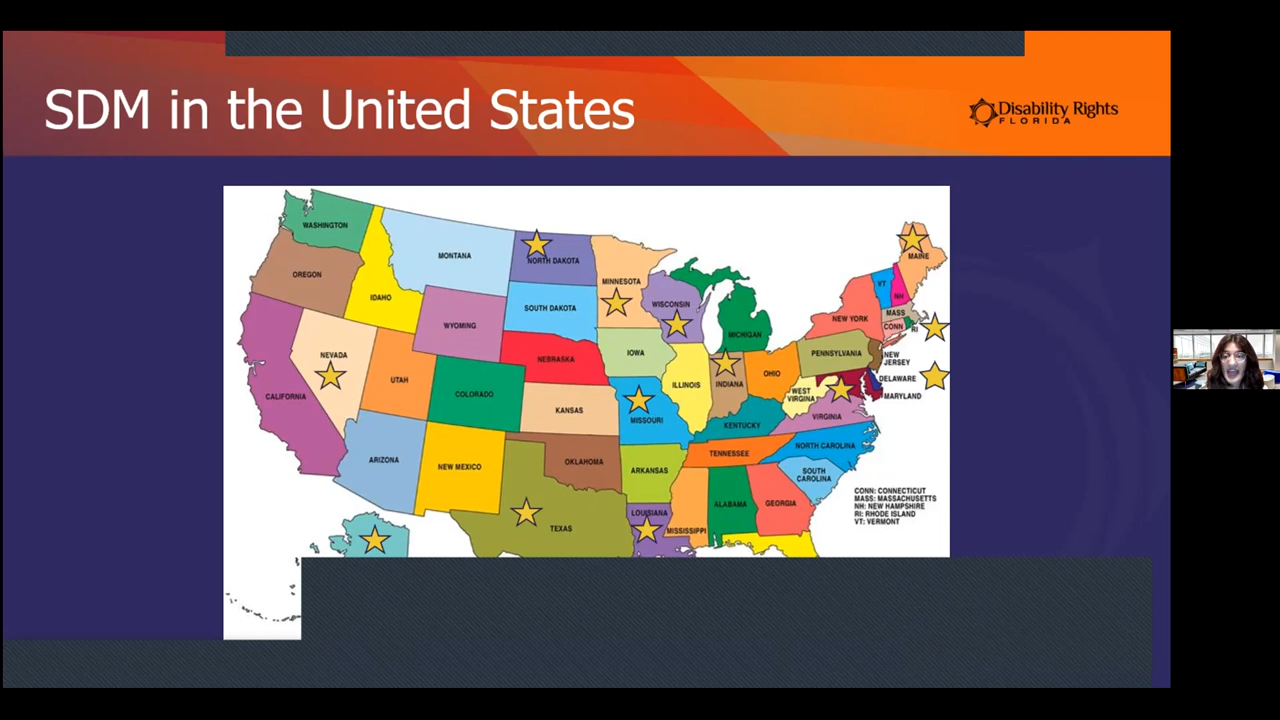 SDM in the United States
Disability Rights
FLORIDA
WASHINGTON
OREGON
IDAHO
MONTANA
NORTH DAKOTA
SOUTH DAKOTA
MINNESOTA
WISCONSIN
MICHIGAN
MAINE
VT
NH
NEW YORK
MASS
CONN
RI
WYOMING
NEVADA
UTAH
CALIFORNIA
COLORADO
NEBRASKA
IOWA
ILLINOIS
INDIANA
OHIO
PENNSYLVANIA
NEW
JERSEY
DELAWARE
MARYLAND
WEST
VIRGINA
VIRGINIA
KANSAS
MISSOURI
KENTUCKY
ARIZONA
NEW MEXICO
OKLAHOMA
ARKANSAS
TENNESSEE
NORTH CAROLINA
SOUTH
CAROLINA
TEXAS
LOUISIANA
MISSISSIPPI
ALABAMA
GEORGIA
CONN: CONNECTICUT
MASS: MASSACHUSETTS
NH: NEW HAMPSHIRE
RI: RHODE ISLAND
VT: VERMONT